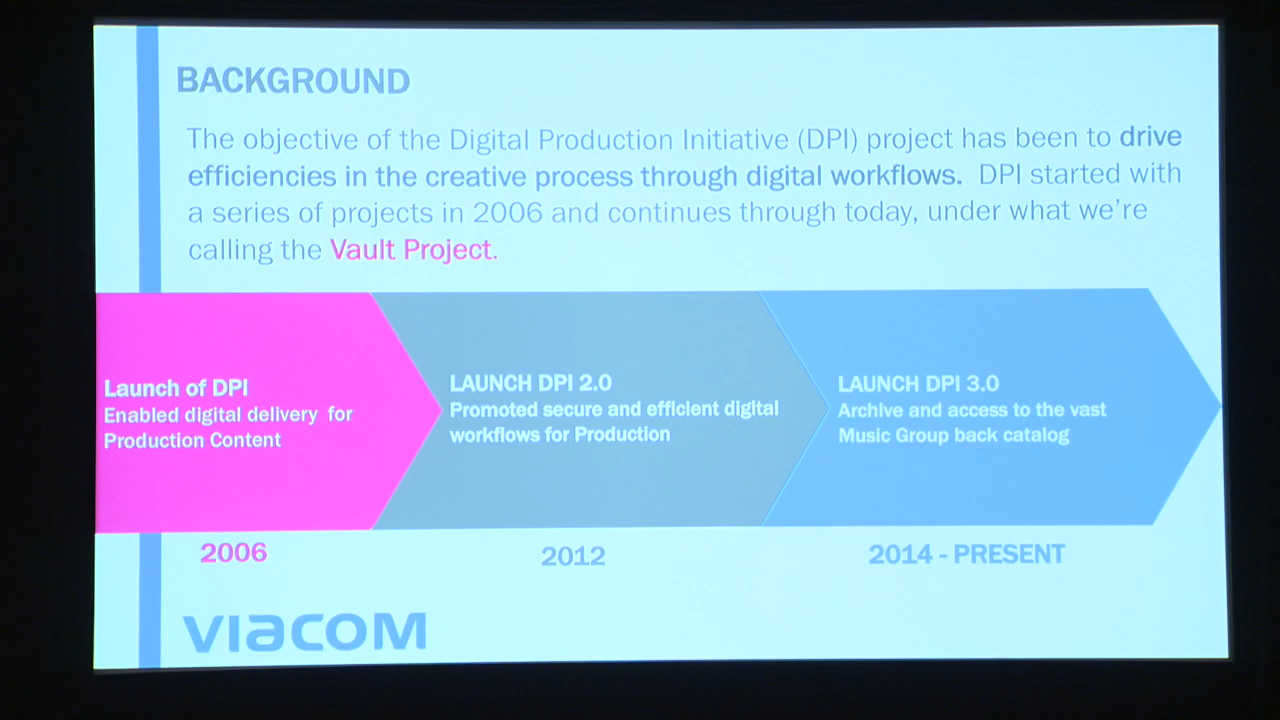 BACKGROUND
The objective of the Digital Production Initiative (DPI) project has been to drive
efficiencies in the creative process through digital workflows. DPI started with
a series of projects in 2006 and continues through today, under what we're
calling the Vault Project.
Launch of DPI
Enabled digital delivery for
Production Content
LAUNCH DPI 2.0
Promoted secure and efficient digital
workflows for Production
LAUNCH DPI 3.0
Archive and access to the vast
Music Group back catalog
2006
2012
2014 - PRESENT
VIACOM